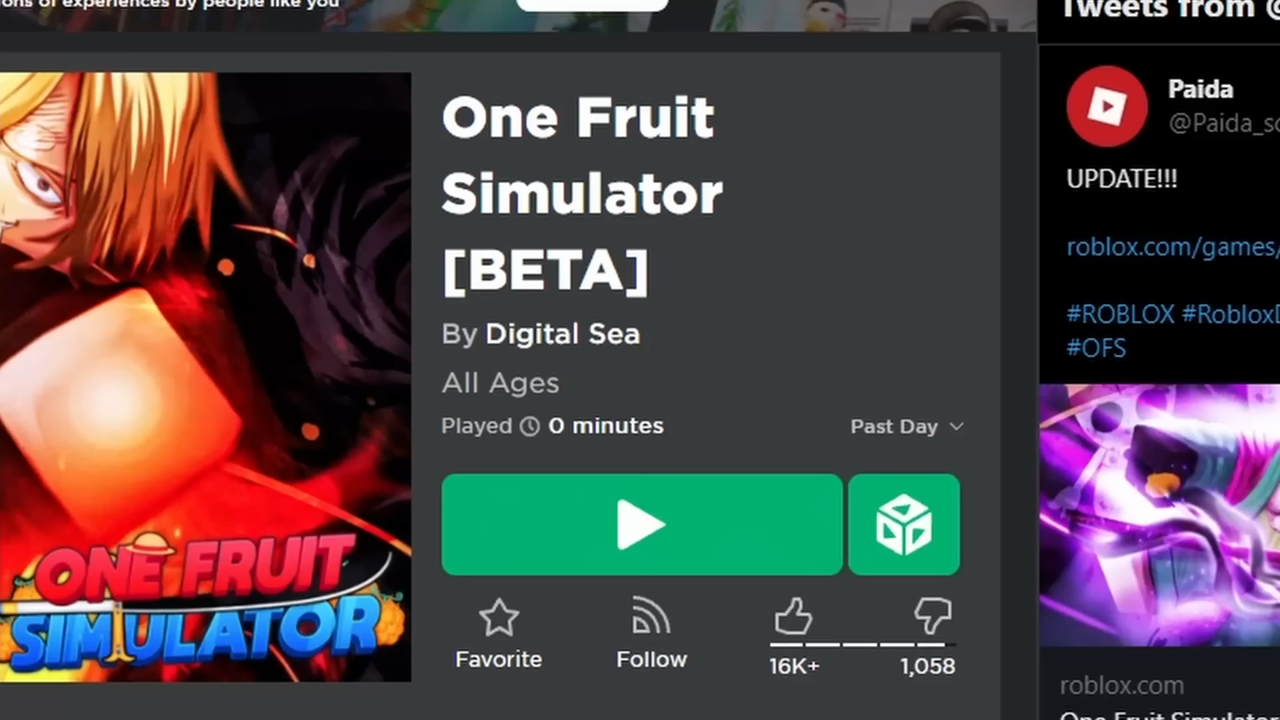 ons of experiences by people like you
One Fruit
Simulator
[BETA]
By Digital Sea
All Ages
Played 0 minutes
Past Day
Favorite
Follow
16K+
1,058
ONE FRUIT
SIMULATOR
Tweets from @
Paida
@Paida_s
UPDATE!!!
roblox.com/games/
#ROBLOX #Roblox
#OFS
roblox.com
One Fruit Simulator